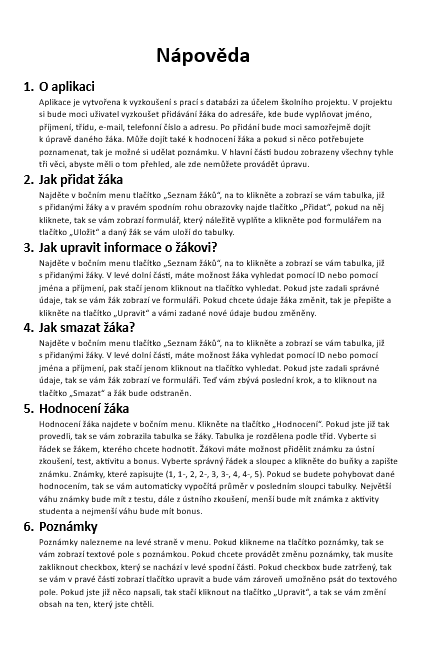 Nápověda
1. O aplikaci
Aplikace je vytvořena k vyzkoušení s prací s databází za účelem školního projektu. V projektu
si bude moci uživatel vyzkoušet přidávání žáka do adresáře, kde bude vyplňovat jméno,
příjmení, třídu, e-mail, telefonní číslo a adresu. Po přidání bude moci samozřejmě dojít
k úpravě daného žáka. Může dojít také k hodnocení žáka a pokud si něco potřebujete
poznamenat, tak je možné si udělat poznámku. V hlavní části budou zobrazeny všechny tyhle
tři věci, abyste měli o tom přehled, ale zde nemůžete provádět úpravu.
2. Jak přidat žáka
Najděte v bočním menu tlačítko „Seznam žáků“, na to klikněte a zobrazí se vám tabulka, již
s přidanými žáky a v pravém spodním rohu obrazovky najde tlačítko „Přidat“, pokud na něj
kliknete, tak se vám zobrazí formulář, který náležitě vyplňte a klikněte pod formulářem na
tlačítko „Uložit“ a daný žák se vám uloží do tabulky.
3. Jak upravit informace o žákovi?
Najděte v bočním menu tlačítko „Seznam žáků“, na to klikněte a zobrazí se vám tabulka, již
s přidanými žáky. V levé dolní části, máte možnost žáka vyhledat pomocí ID nebo pomocí
jména a příjmení, pak stačí jenom kliknout na tlačítko vyhledat. Pokud jste zadali správné
údaje, tak se vám žák zobrazí ve formuláři. Pokud chcete údaje žáka změnit, tak je přepište a
klikněte na tlačítko „Upravit“ a vámi zadané nové údaje budou změněny.
4. Jak smazat žáka?
Najděte v bočním menu tlačítko „Seznam žáků“, na to klikněte a zobrazí se vám tabulka, již
s přidanými žáky. V levé dolní části, máte možnost žáka vyhledat pomocí ID nebo pomocí
jména a příjmení, pak stačí jenom kliknout na tlačítko vyhledat. Pokud jste zadali správné
údaje, tak se vám žák zobrazí ve formuláři. Teď vám zbývá poslední krok, a to kliknout na
tlačítko „Smazat“ a žák bude odstraněn.
5. Hodnocení žáka
Hodnocení žáka najdete v bočním menu. Klikněte na tlačítko „Hodnocení“. Pokud jste již tak
provedli, tak se vám zobrazila tabulka se žáky. Tabulka je rozdělena podle tříd. Vyberte si
řádek se žákem, kterého chcete hodnotit. Žákovi máte možnost přidělit známku za ústní
zkoušení, test, aktivitu a bonus. Vyberte správný řádek a sloupec a klikněte do buňky a zapište
známku. Známky, které zapisujte (1, 1-, 2, 2-, 3, 3-, 4, 4-, 5). Pokud se budete pohybovat dané
hodnocením, tak se vám automaticky vypočítá průměr v posledním sloupci tabulky. Největší
váhu známky bude mít z testu, dále z ústního zkoušení, menší bude mít známka z aktivity
studenta a nejmenší váhu bude mít bonus.
6. Poznámky
Poznámky nalezneme na levé straně v menu. Pokud klikneme na tlačítko poznámky, tak se
vám zobrazí textové pole s poznámkou. Pokud chcete provádět změnu poznámky, tak musíte
zakliknout checkbox, který se nachází v levé spodní části. Pokud checkbox bude zatržený, tak
se vám v pravé části zobrazí tlačítko upravit a bude vám zároveň umožněno psát do textového
pole. Pokud jste již něco napsali, tak stačí kliknout na tlačítko „Upravit“, a tak se vám změní
obsah na ten, který jste chtěli.